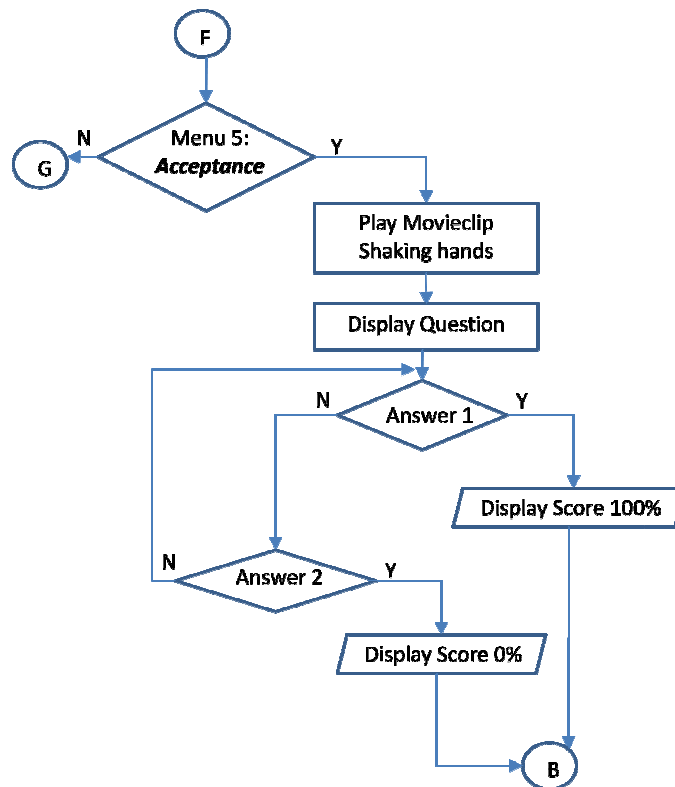 F
Menu 5:
Acceptance
N
Y
G
Play Movieclip
Shaking hands
Display Question
N
Y
Answer 1
Display Score 100%
N
Y
Answer 2
Display Score 0%
B